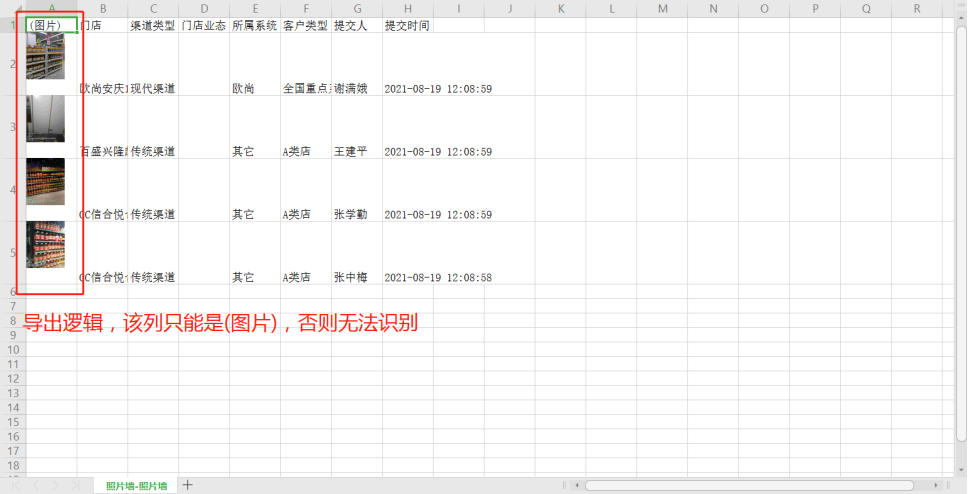 A B C D E F G H I J K L M N O P Q R
1 (图片) 门店 渠道类型 门店业态 所属系统 客户类型 提交人 提交时间
2 欧尚安庆 现代渠道 欧尚 全国重点 谢满娥 2021-08-19 12:08:59
3 百盛兴隆 传统渠道 其它 A类店 王建平 2021-08-19 12:08:59
4 CC信合悦 传统渠道 其它 A类店 张学勤 2021-08-19 12:08:59
5 CC信合悦 传统渠道 其它 A类店 张中梅 2021-08-19 12:08:58
6
7
8
导出逻辑，该列只能是(图片)，否则无法识别
9
10
11
12
13
14
15
16
17
18
照片墙-照片墙